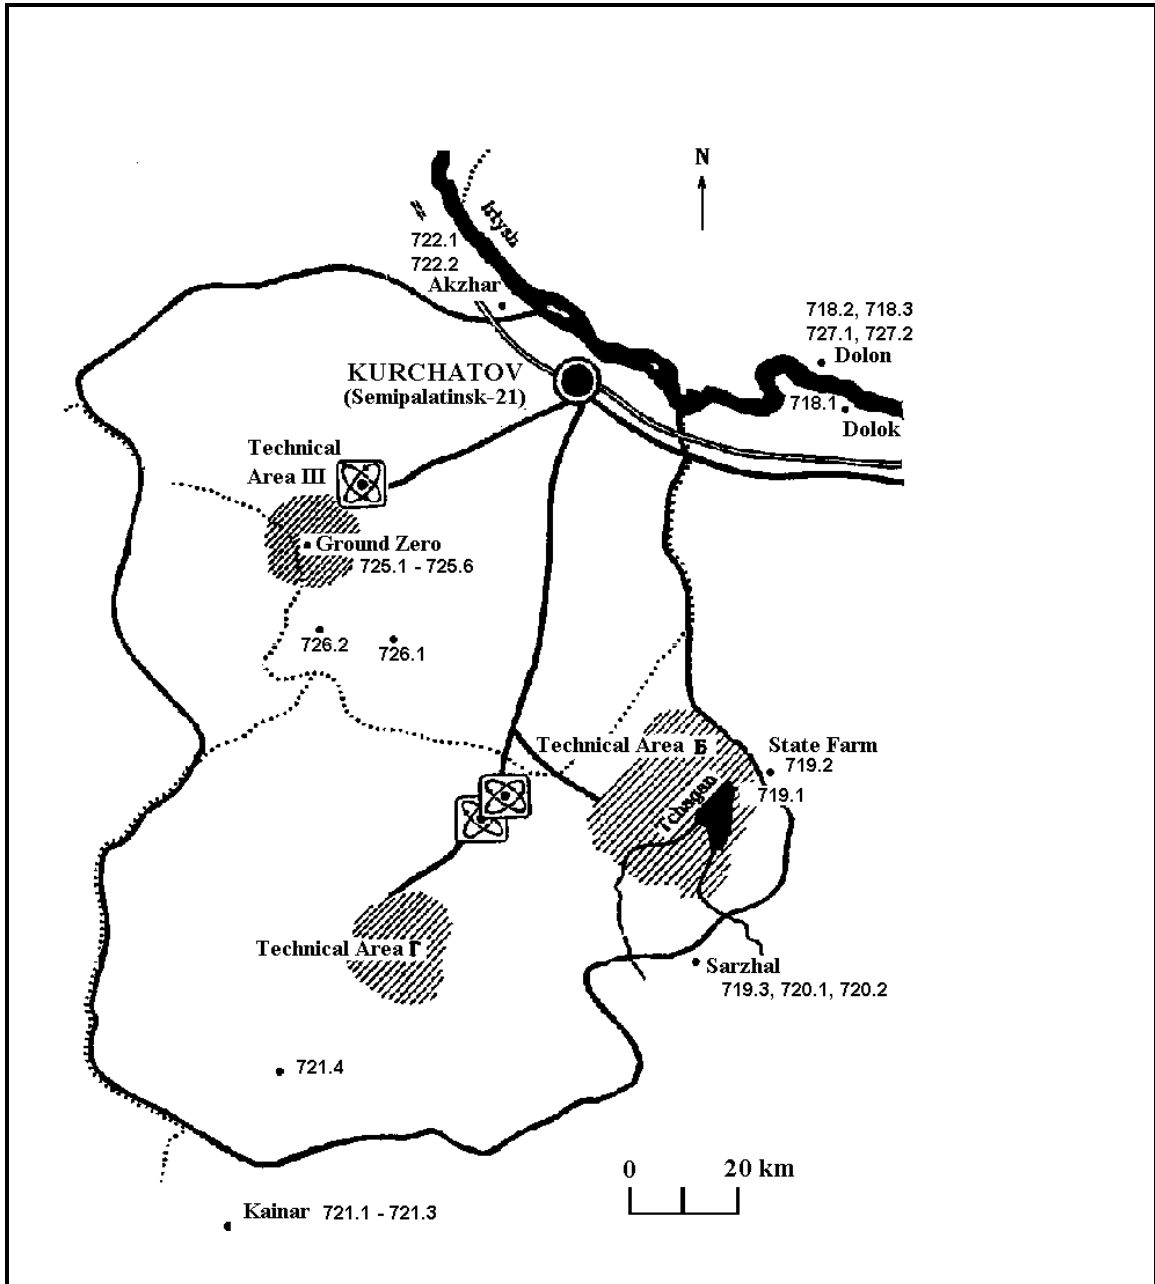 N
Irtysh
722.1
722.2
Akzhar
718.2, 718.3
727.1, 727.2
Dolon
KURCHATOV
(Semipalatinsk-21)
718.1
Dolok
Technical
Area III
Ground Zero
725.1 - 725.6
726.2
726.1
Technical Area Б
State Farm
719.2
719.1
Tchagan
Technical Area Г
Sarzhal
719.3, 720.1, 720.2
721.4
0 20 km
Kainar 721.1 - 721.3